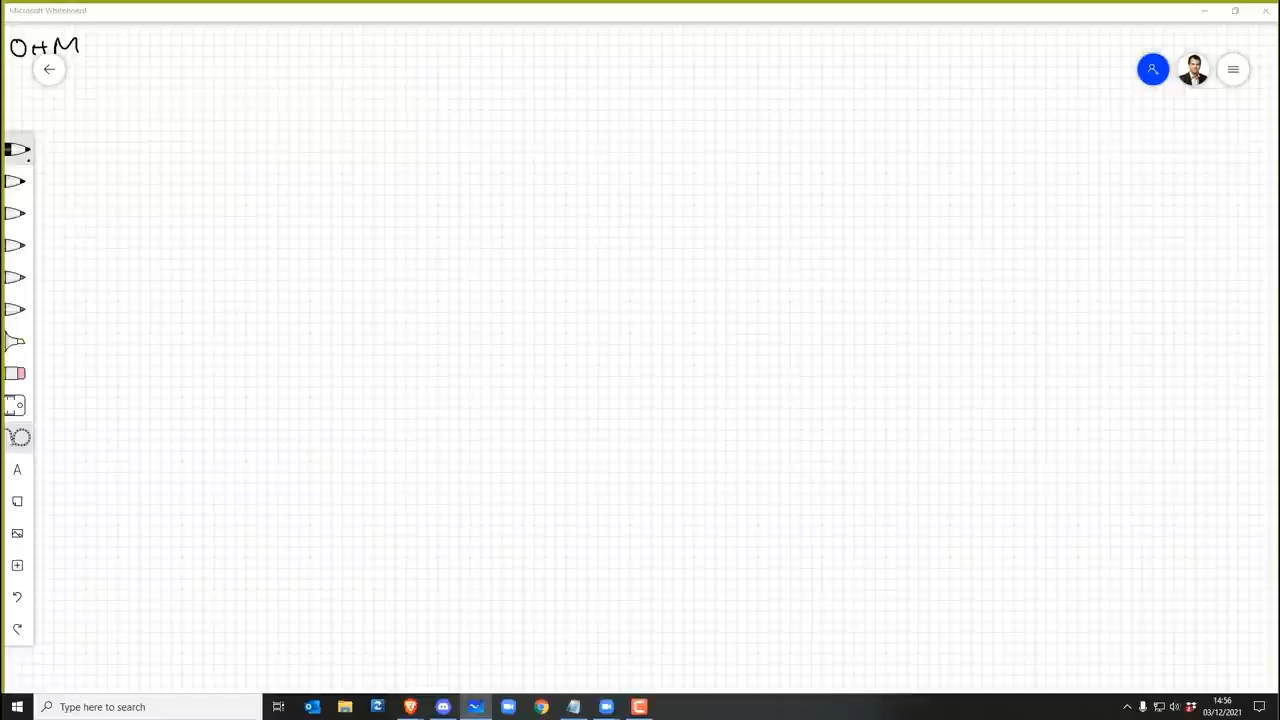 Microsoft Whiteboard
OHM
A
Type here to search
14:56
03/12/2021